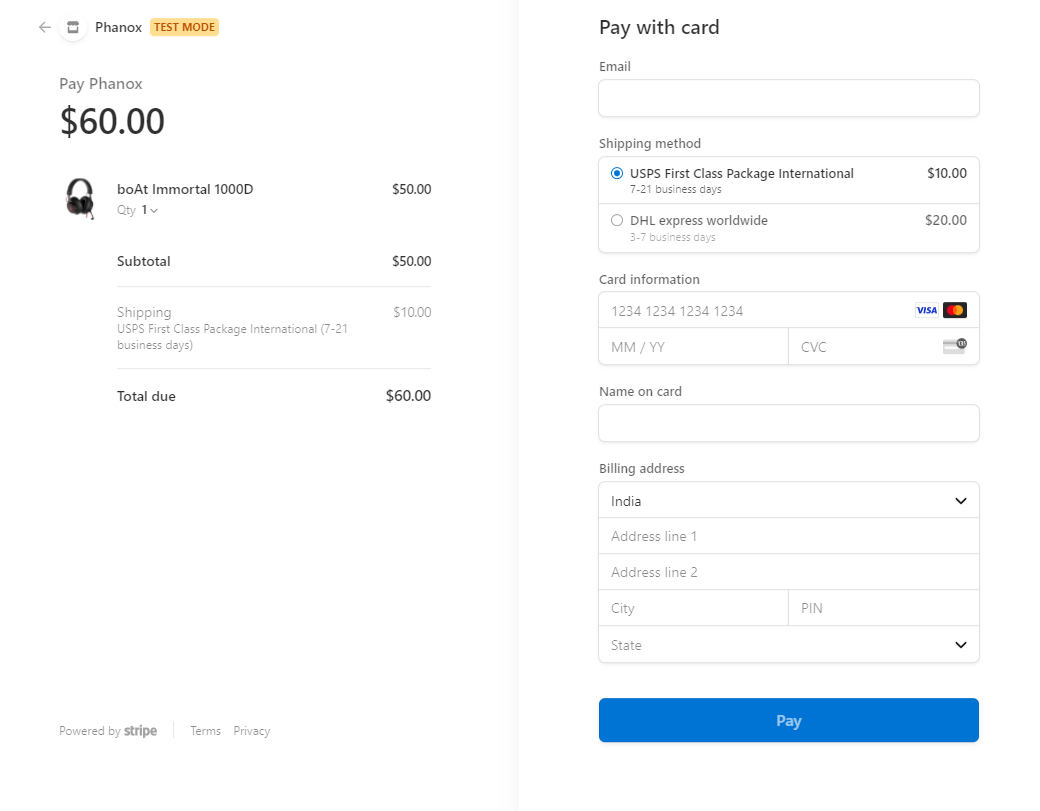 Phanox TEST MODE
Pay Phanox
$60.00
boAt Immortal 1000D $50.00
Qty 1
Subtotal $50.00
Shipping $10.00
USPS First Class Package International (7-21
business days)
Total due $60.00
Powered by stripe Terms Privacy
Pay with card
Email
Shipping method
USPS First Class Package International $10.00
7-21 business days
DHL express worldwide $20.00
3-7 business days
Card information
1234 1234 1234 1234 VISA
MM / YY CVC
Name on card
Billing address
India
Address line 1
Address line 2
City PIN
State
Pay